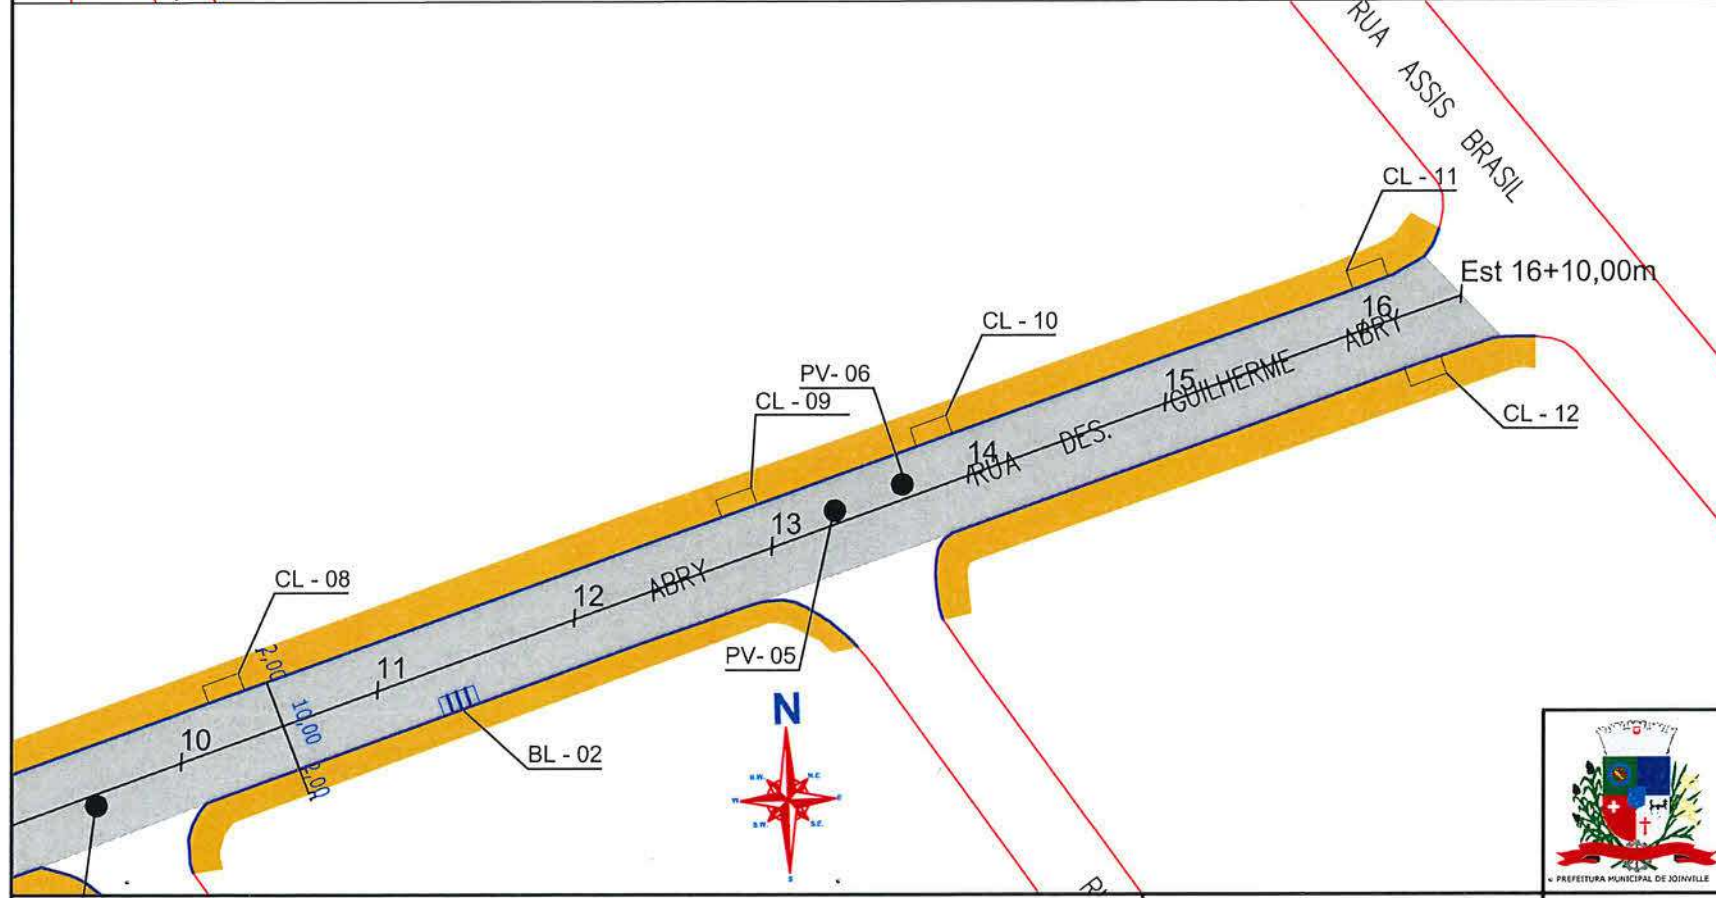 RUA ASSIS BRASIL
CL - 11
Est 16+10,00m
16
CL - 10
ABRY
PV- 06
15
GUILHERME
CL - 09
CL - 12
14
RUA DES.
13
CL - 08
12
ABRY
PV- 05
2,00
11
N
10,00
10
BL - 02
2,00
N.W.
N.E.
W
E
S.W.
S.E.
S
PREFEITURA MUNICIPAL DE JOINVILLE